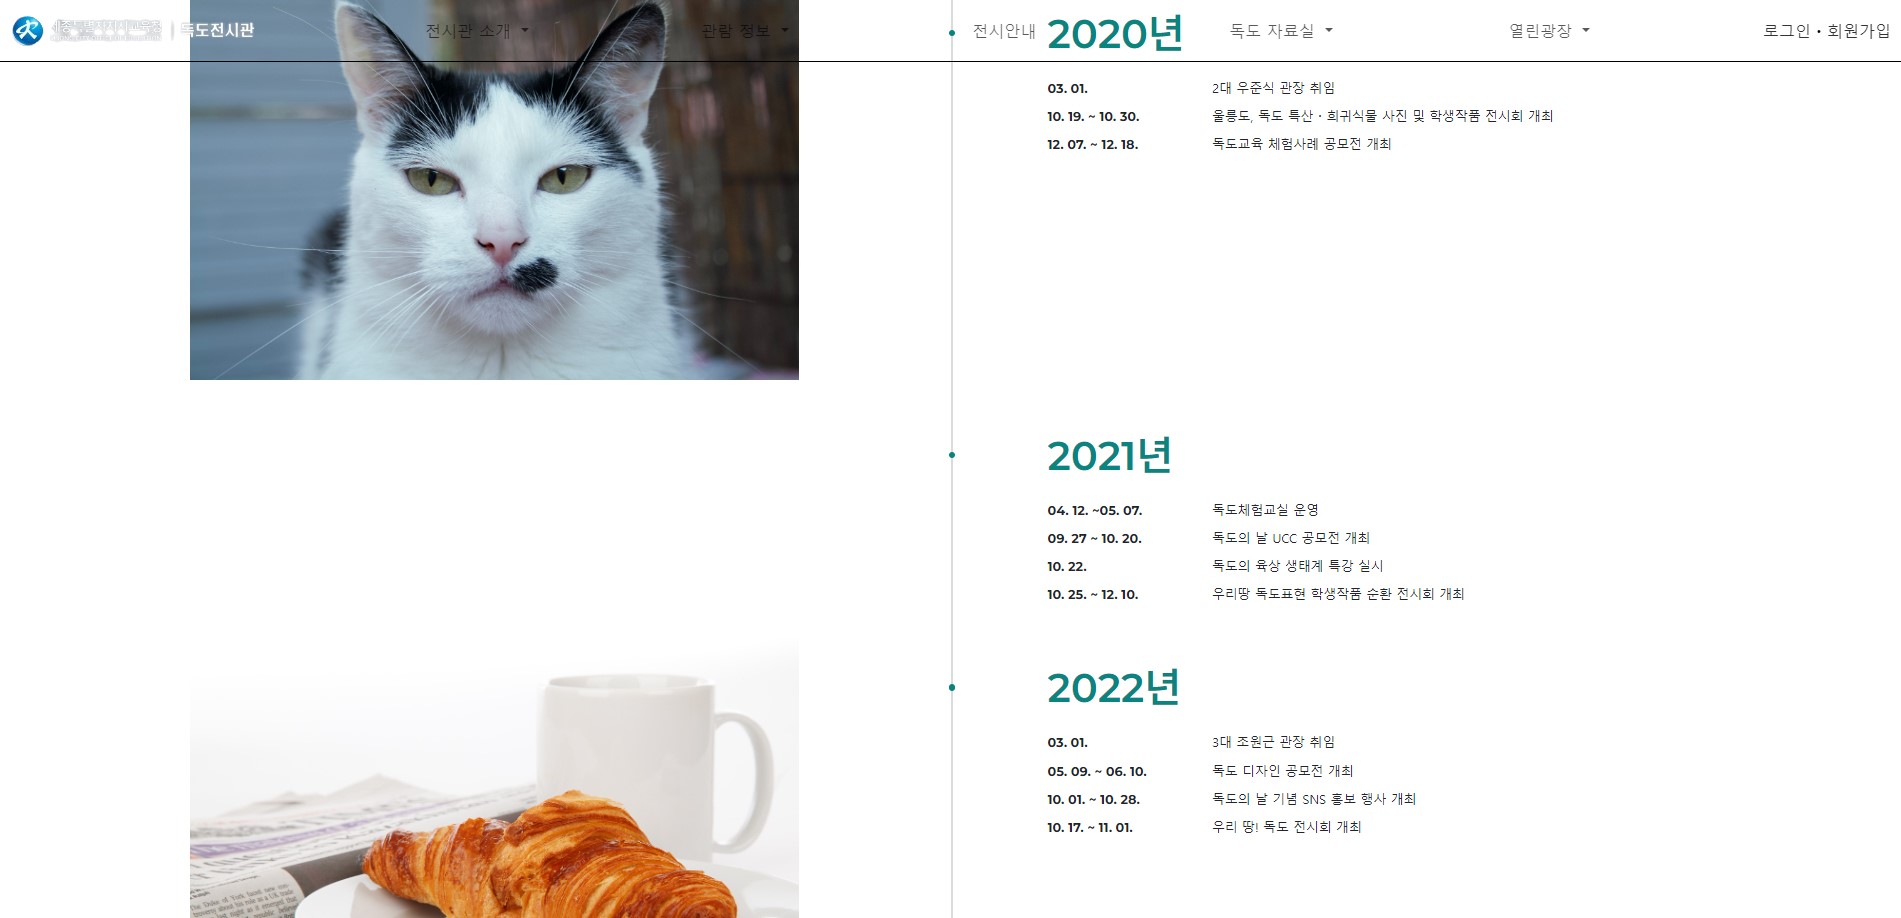 독도전시관
전시관 소개
관람 정보
전시안내
독도 자료실
열린광장
로그인 • 회원가입
2020년
03. 01. 2대 우준식 관장 취임
10. 19. ~ 10. 30. 울릉도, 독도 특산・희귀식물 사진 및 학생작품 전시회 개최
12. 07. ~ 12. 18. 독도교육 체험사례 공모전 개최
2021년
04. 12. ~05. 07. 독도체험교실 운영
09. 27 ~ 10. 20. 독도의 날 UCC 공모전 개최
10. 22. 독도의 육상 생태계 특강 실시
10. 25. ~ 12. 10. 우리땅 독도표현 학생작품 순환 전시회 개최
2022년
03. 01. 3대 조원근 관장 취임
05. 09. ~ 06. 10. 독도 디자인 공모전 개최
10. 01. ~ 10. 28. 독도의 날 기념 SNS 홍보 행사 개최
10. 17. ~ 11. 01. 우리 땅! 독도 전시회 개최